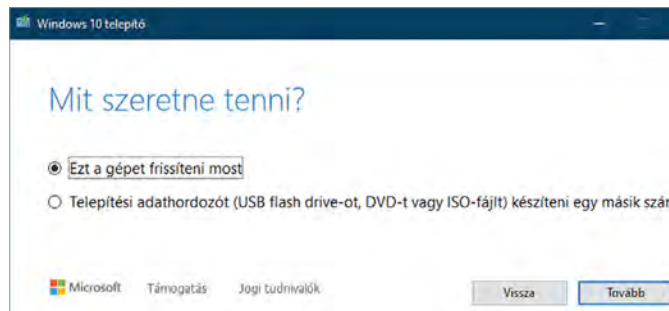 Windows 10 telepítő
Mit szeretne tenni?
Ezt a gépet frissíteni most
Telepítési adathordozót (USB flash drive-ot, DVD-t vagy ISO-fájlt) készíteni egy másik szám
Microsoft Támogatás Jogi tudnivalók Vissza Tovább